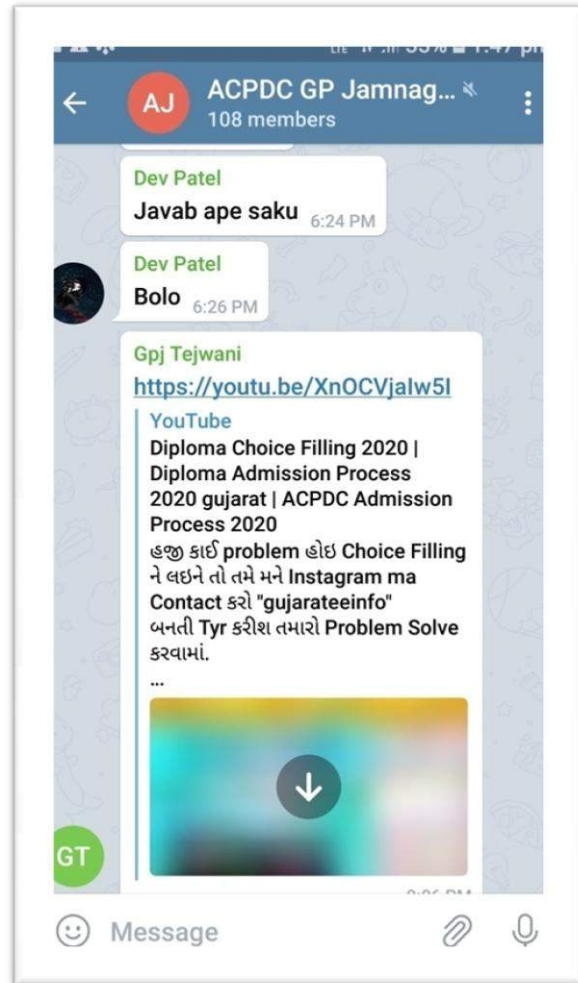 AJ
ACPDC GP Jamnag...
108 members
Dev Patel
Javab ape saku 6:24 PM
Dev Patel
Bolo 6:26 PM
Gpj Tejwani
https://youtu.be/XnOCVjaIw5I
YouTube
Diploma Choice Filling 2020 |
Diploma Admission Process
2020 gujarat | ACPDC Admission
Process 2020
હજી કાઈ problem હોઇ Choice Filling
ને લઇને તો તમે મને Instagram ma
Contact કરો "gujarateeinfo"
બનતી Tyr કરીશ તમારો Problem Solve
કરવામાં.
...
GT
Message